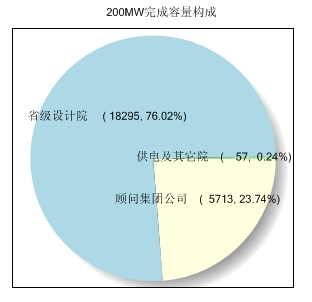 200MW完成容量构成
省级设计院 (18295, 76.02%)
供电及其它院 ( 57, 0.24%)
顾问集团公司 ( 5713, 23.74%)